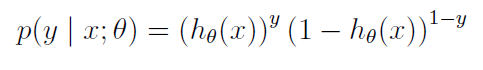 p(y | x; θ) = (h_θ(x))^y (1 − h_θ(x))^{1−y}